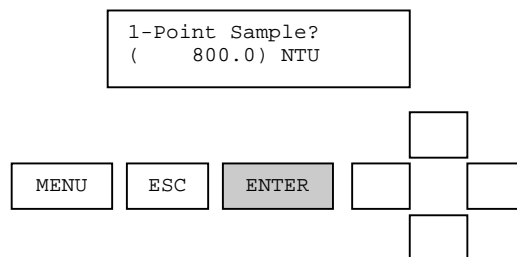 1-Point Sample?
(    800.0) NTU
MENU ESC ENTER